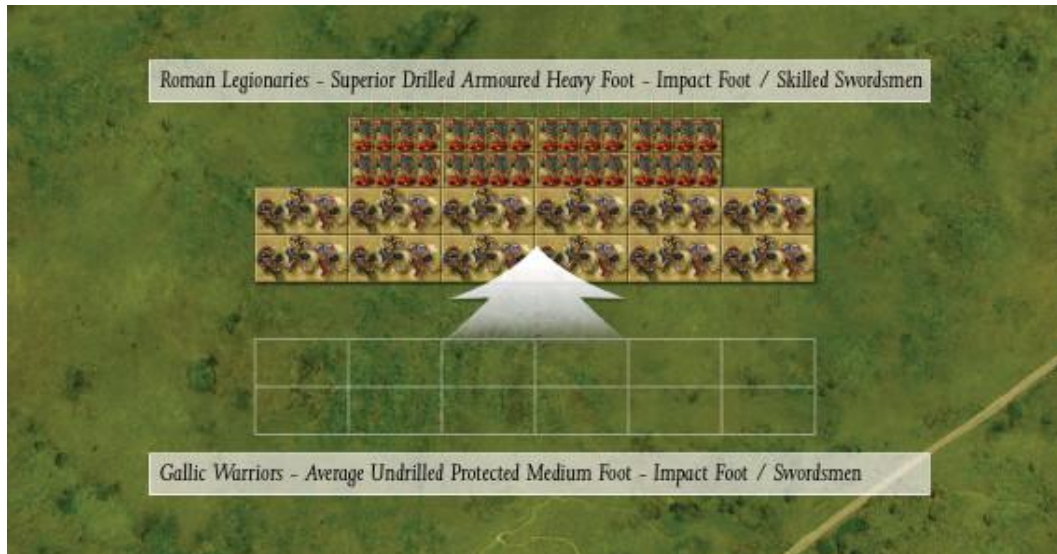 Roman Legionaries - Superior Drilled Armoured Heavy Foot - Impact Foot / Skilled Swordsmen
Gallic Warriors - Average Undrilled Protected Medium Foot - Impact Foot / Swordsmen